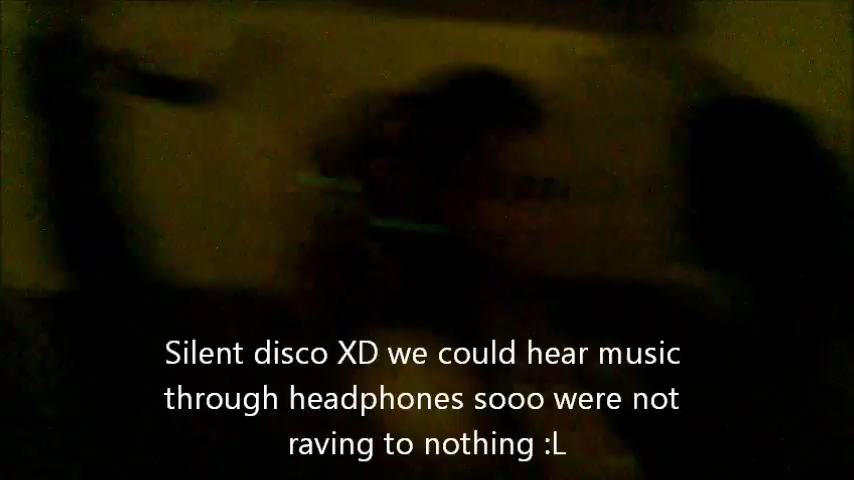 Silent disco XD we could hear music
through headphones sooo were not
raving to nothing :L